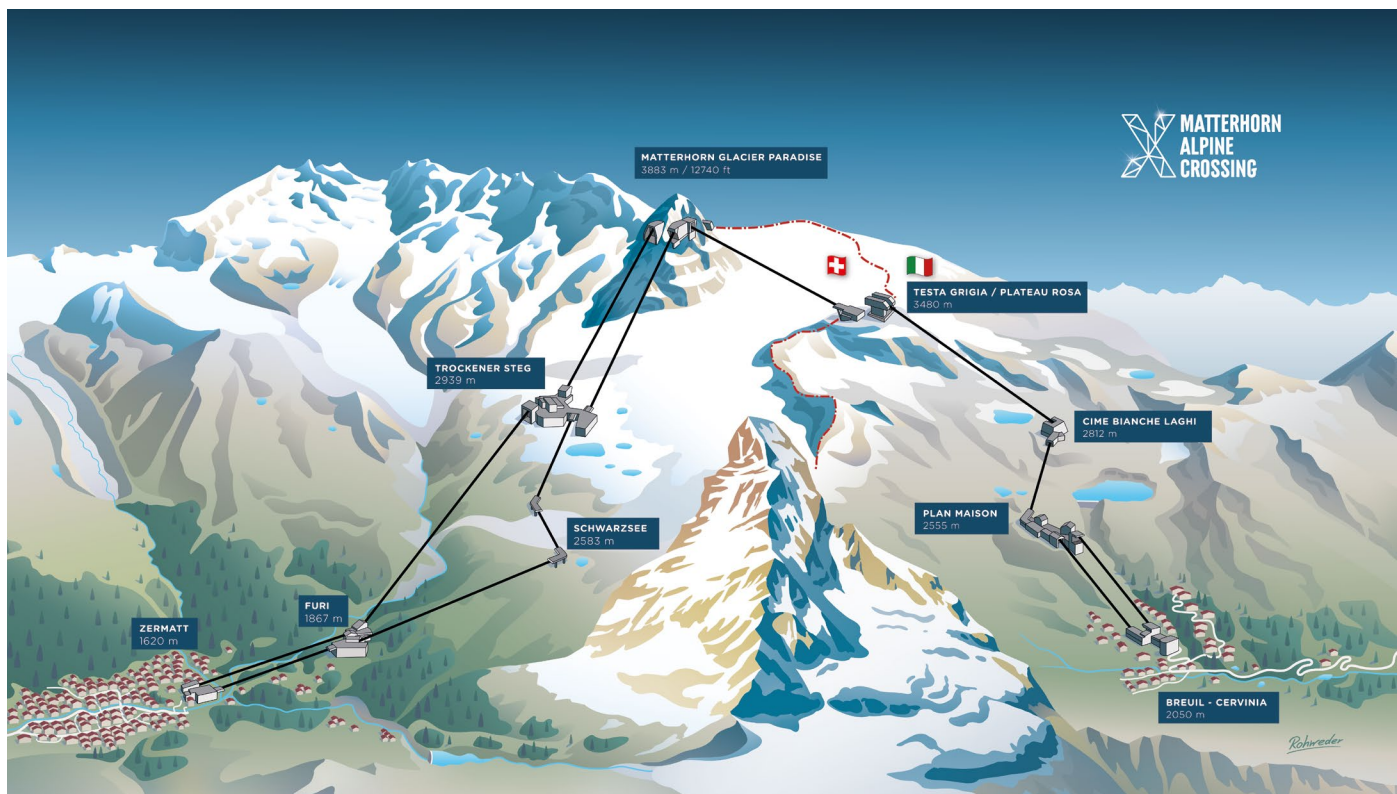 MATTERHORN
ALPINE
CROSSING
MATTERHORN GLACIER PARADISE
3883 m / 12740 ft
TESTA GRIGIA / PLATEAU ROSA
3480 m
TROCKENER STEG
2939 m
CIME BIANCHE LAGHI
2812 m
PLAN MAISON
2555 m
SCHWARZSEE
2583 m
FURI
1867 m
ZERMATT
1620 m
BREUIL - CERVINIA
2050 m
Rohweder